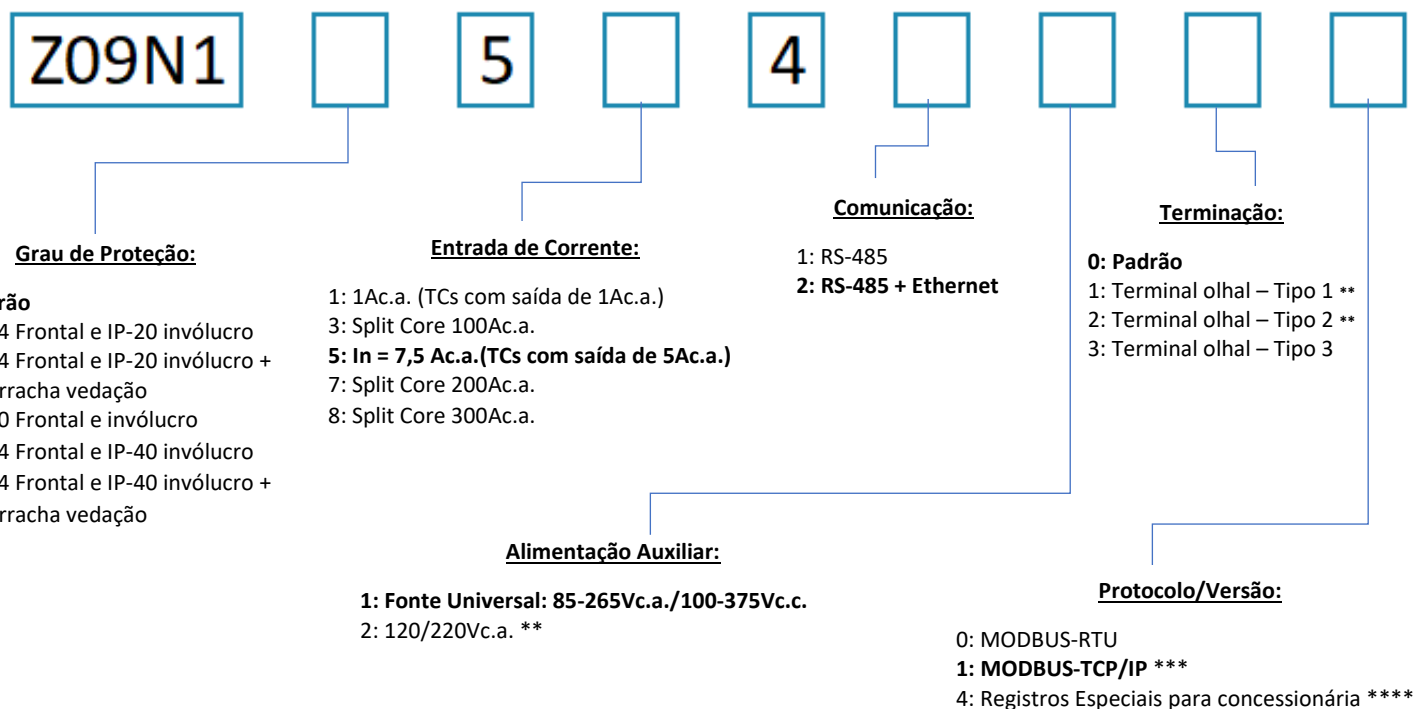 Z09N1 5 4
Grau de Proteção:
rão
4 Frontal e IP-20 invólucro
4 Frontal e IP-20 invólucro +
rracha vedação
0 Frontal e invólucro
4 Frontal e IP-40 invólucro
4 Frontal e IP-40 invólucro +
rracha vedação
Entrada de Corrente:
1: 1Ac.a. (TCs com saída de 1Ac.a.)
3: Split Core 100Ac.a.
5: In = 7,5 Ac.a.(TCs com saída de 5Ac.a.)
7: Split Core 200Ac.a.
8: Split Core 300Ac.a.
Comunicação:
1: RS-485
2: RS-485 + Ethernet
Terminação:
0: Padrão
1: Terminal olhal – Tipo 1 **
2: Terminal olhal – Tipo 2 **
3: Terminal olhal – Tipo 3
Alimentação Auxiliar:
1: Fonte Universal: 85-265Vc.a./100-375Vc.c.
2: 120/220Vc.a. **
Protocolo/Versão:
0: MODBUS-RTU
1: MODBUS-TCP/IP ***
4: Registros Especiais para concessionária ****